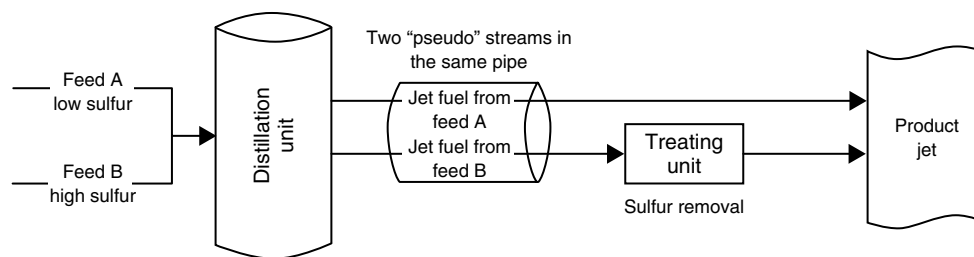 Two “pseudo” streams in
the same pipe
Feed A
low sulfur
Feed B
high sulfur
Distillation
unit
Jet fuel from
feed A
Jet fuel from
feed B
Treating
unit
Sulfur removal
Product
jet